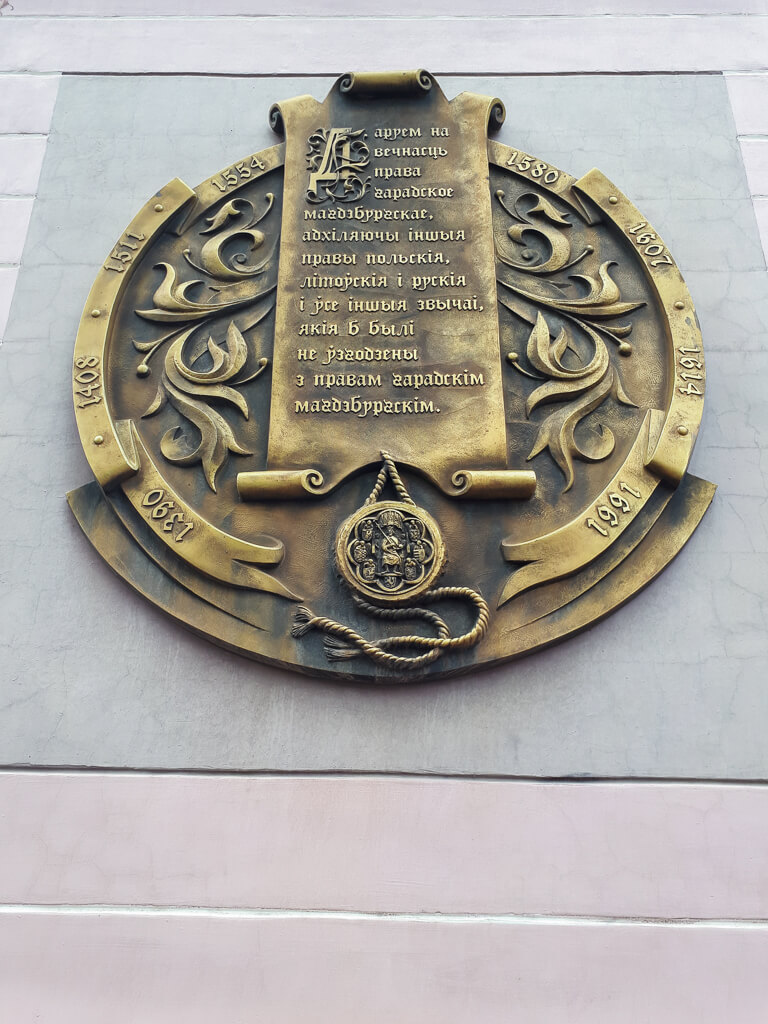 Даруем на
вечнасць
права
гарадское
магдэбургскае,
адхіляючы іншыя
правы польскія,
літоўскія і рускія
і ўсе іншыя звычаі,
якія б былі
не ўзгодзены
з правам гарадскім
магдэбургскім.
1390
1408
1511
1554
1580
1607
1614
1991